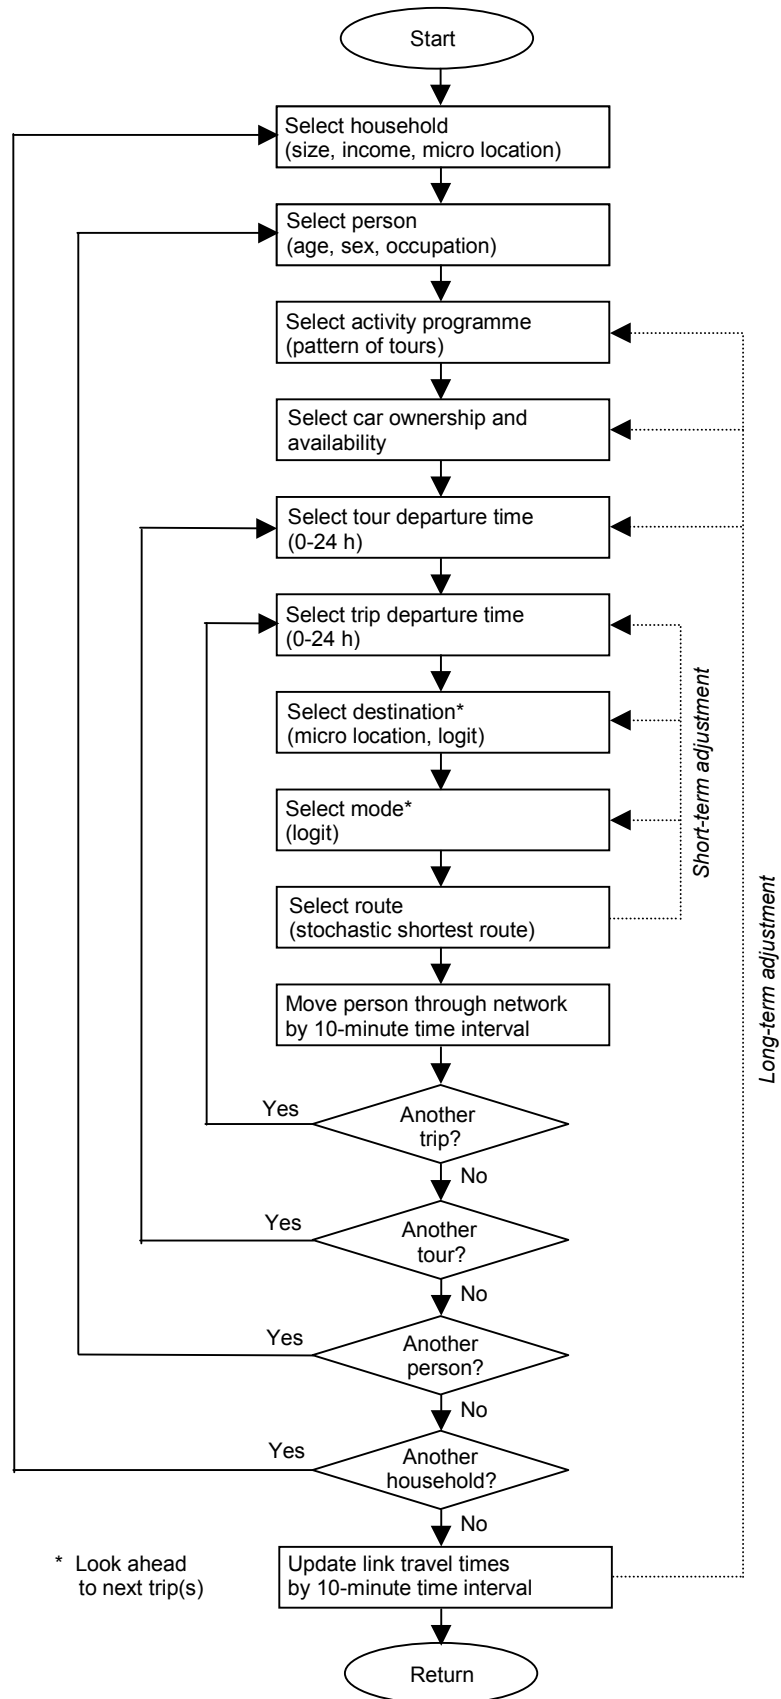 Start
Select household
(size, income, micro location)
Select person
(age, sex, occupation)
Select activity programme
(pattern of tours)
Select car ownership and
availability
Select tour departure time
(0-24 h)
Select trip departure time
(0-24 h)
Select destination*
(micro location, logit)
Select mode*
(logit)
Short-term adjustment
Select route
(stochastic shortest route)
Long-term adjustment
Move person through network
by 10-minute time interval
Yes
Another
trip?
No
Yes
Another
tour?
No
Yes
Another
person?
No
Yes
Another
household?
No
* Look ahead
to next trip(s)
Update link travel times
by 10-minute time interval
Return